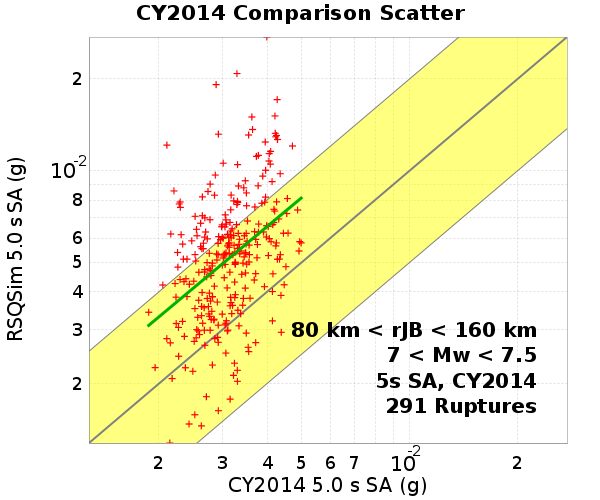 CY2014 Comparison Scatter
RSQSim 5.0 s SA (g)
2
10-2
8
6
5
4
3
2
80 km < rJB < 160 km
7 < Mw < 7.5
5s SA, CY2014
291 Ruptures
2 3 4 5 6 7 10-2 2
CY2014 5.0 s SA (g)